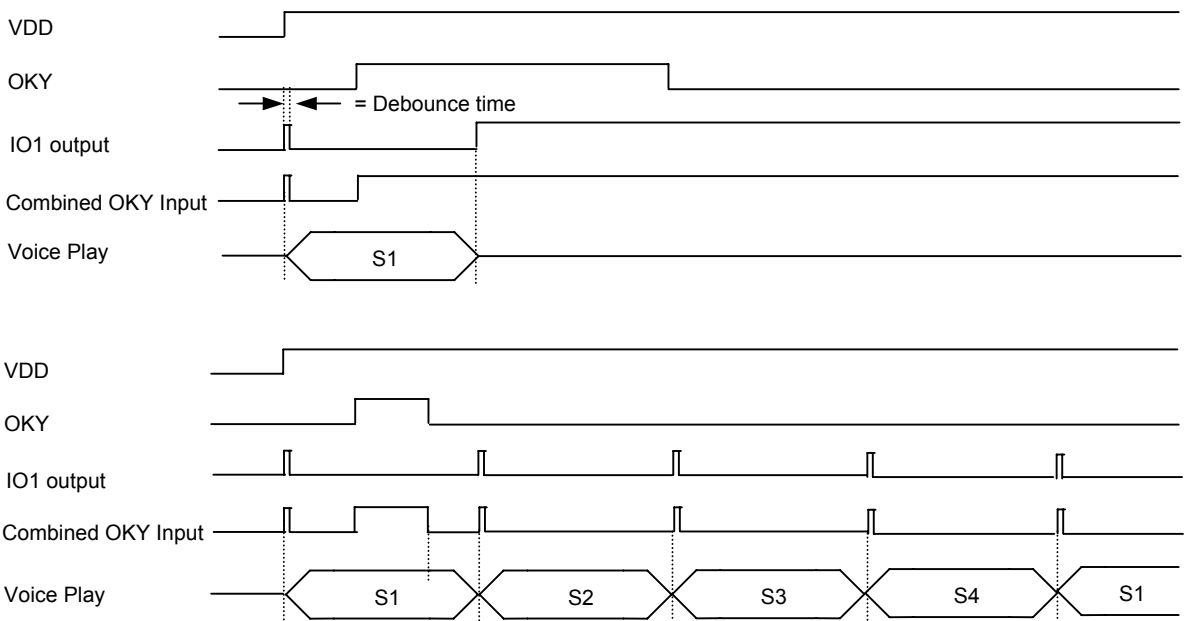 VDD
OKY
= Debounce time
IO1 output
Combined OKY Input
Voice Play
S1
VDD
OKY
IO1 output
Combined OKY Input
Voice Play
S1 S2 S3 S4 S1